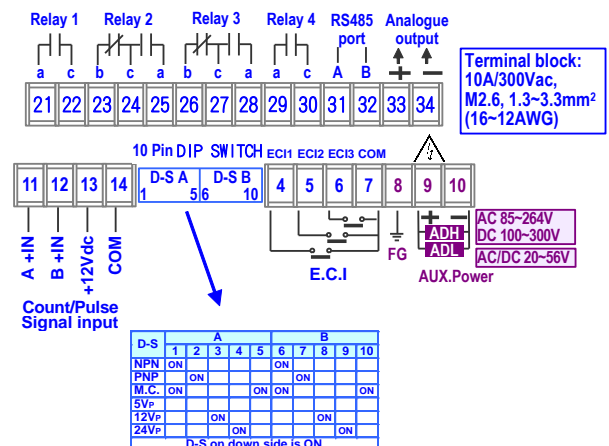 Relay 1 Relay 2 Relay 3 Relay 4 RS485 port Analogue output
a c b c a b c a a c A B + −
21 22 23 24 25 26 27 28 29 30 31 32 33 34
Terminal block:
10A/300Vac,
M2.6, 1.3~3.3mm²
(16~12AWG)
10 Pin DIP SWITCH ECI1 ECI2 ECI3 COM
11 12 13 14
D-S A D-S B
1 5 6 10
4 5 6 7 8 9 10
A +IN
B +IN
+12Vdc
COM
Count/Pulse
Signal input
E.C.I
FG
+ −
ADH
ADL
AC 85~264V
DC 100~300V
AC/DC 20~56V
AUX.Power
D-S A B
1 2 3 4 5 6 7 8 9 10
NPN ON ON
PNP ON ON
M.C. ON ON ON ON
5VP
12VP ON ON
24VP ON ON
D-S on down side is ON